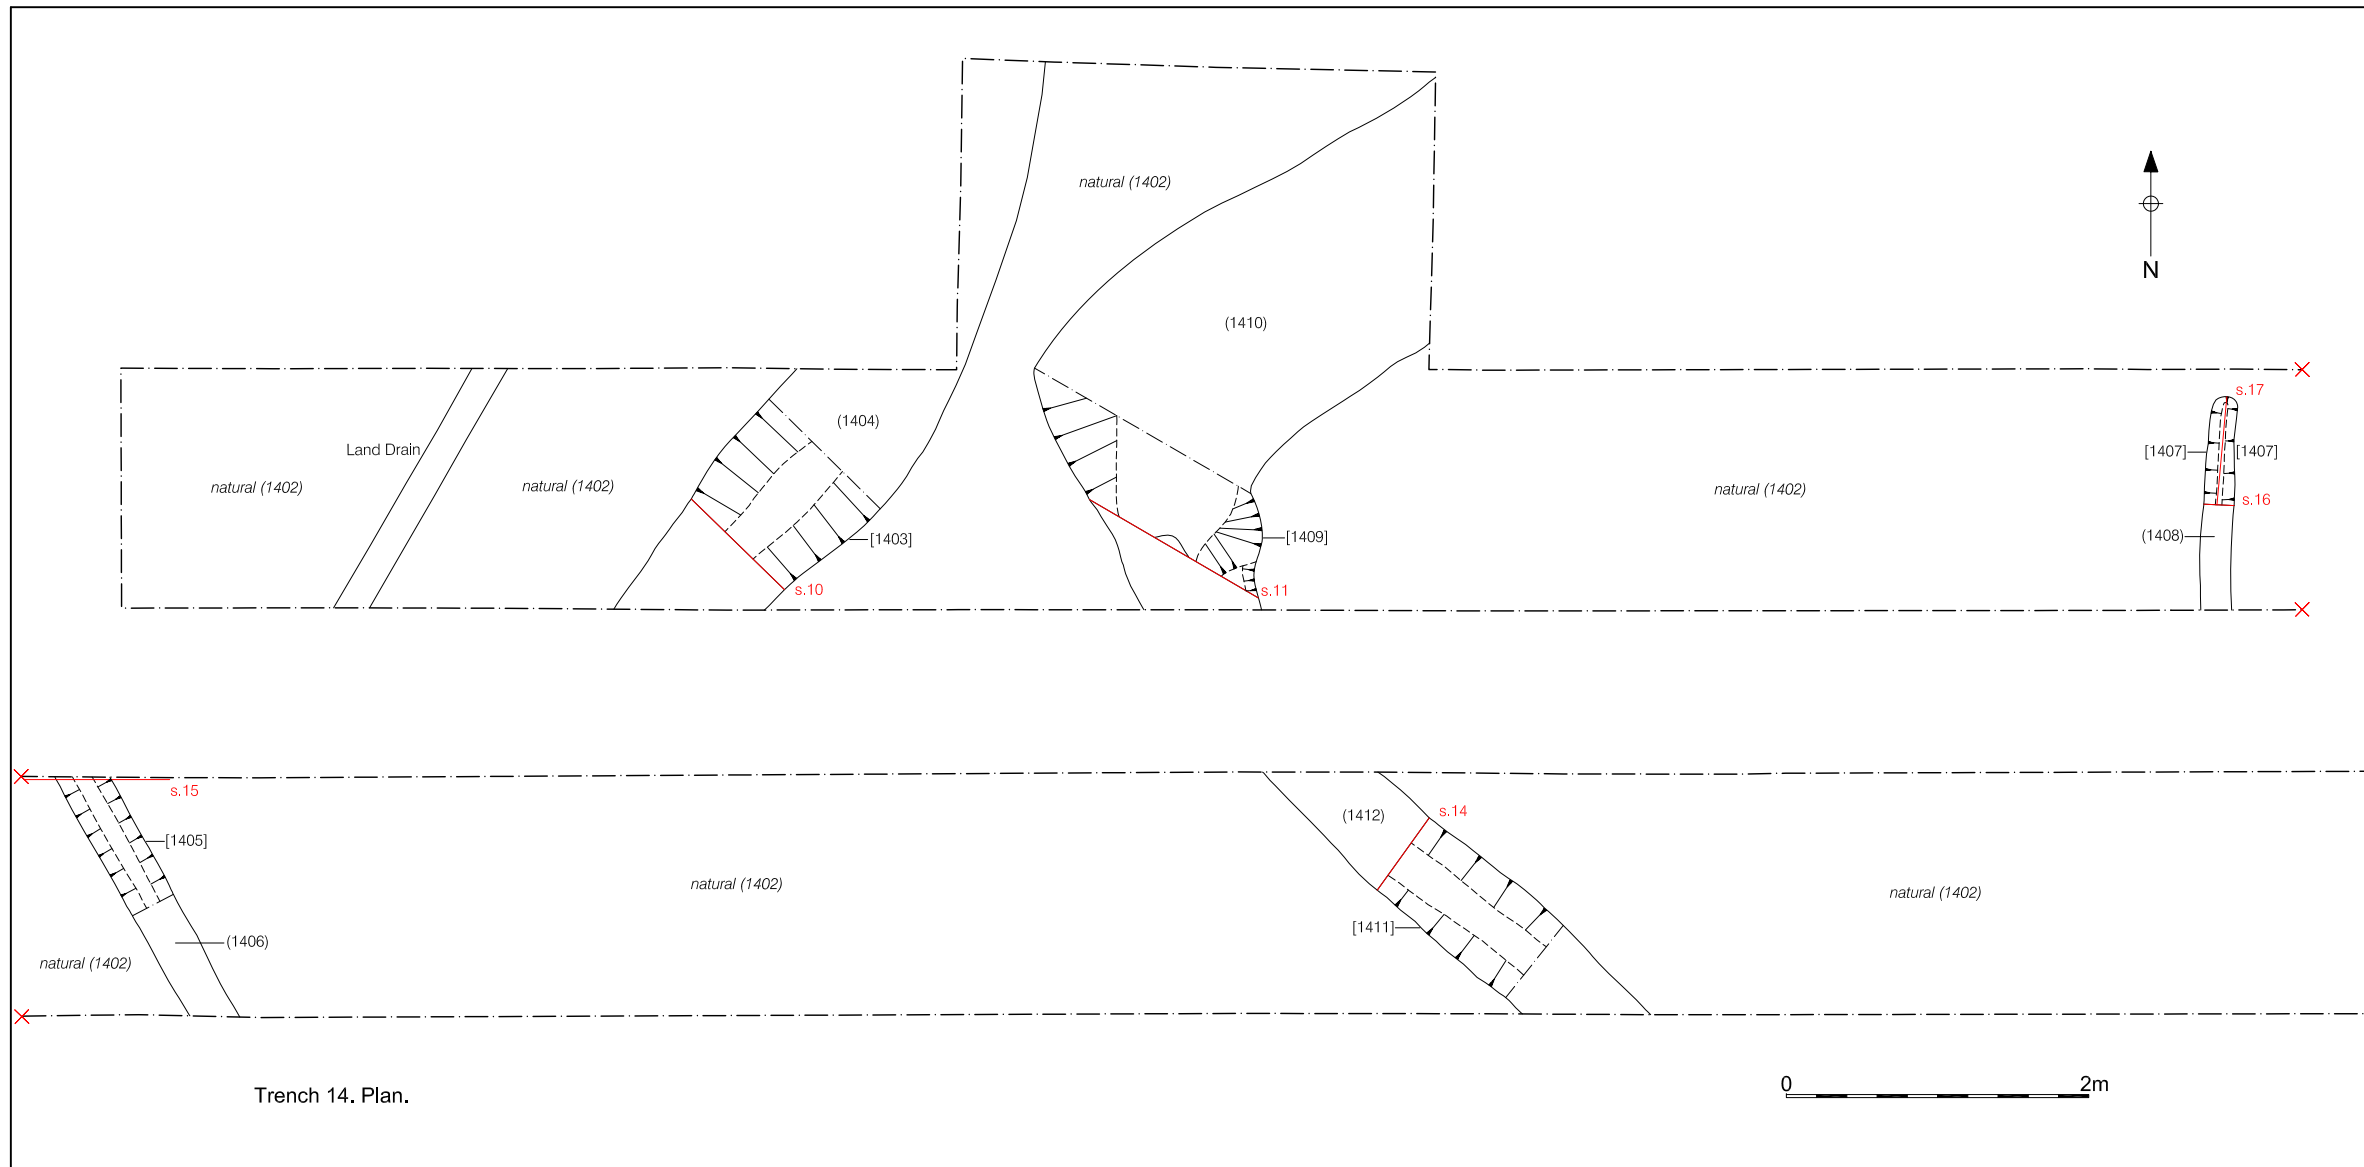 natural (1402)
N
(1410)
Land Drain
(1404)
s.17
[1407]
[1407]
natural (1402)
natural (1402)
natural (1402)
s.16
[1403]
[1409]
(1408)
s.10
s.11
s.15
s.14
(1412)
[1405]
natural (1402)
natural (1402)
[1411]
(1406)
natural (1402)
0 2m
Trench 14. Plan.